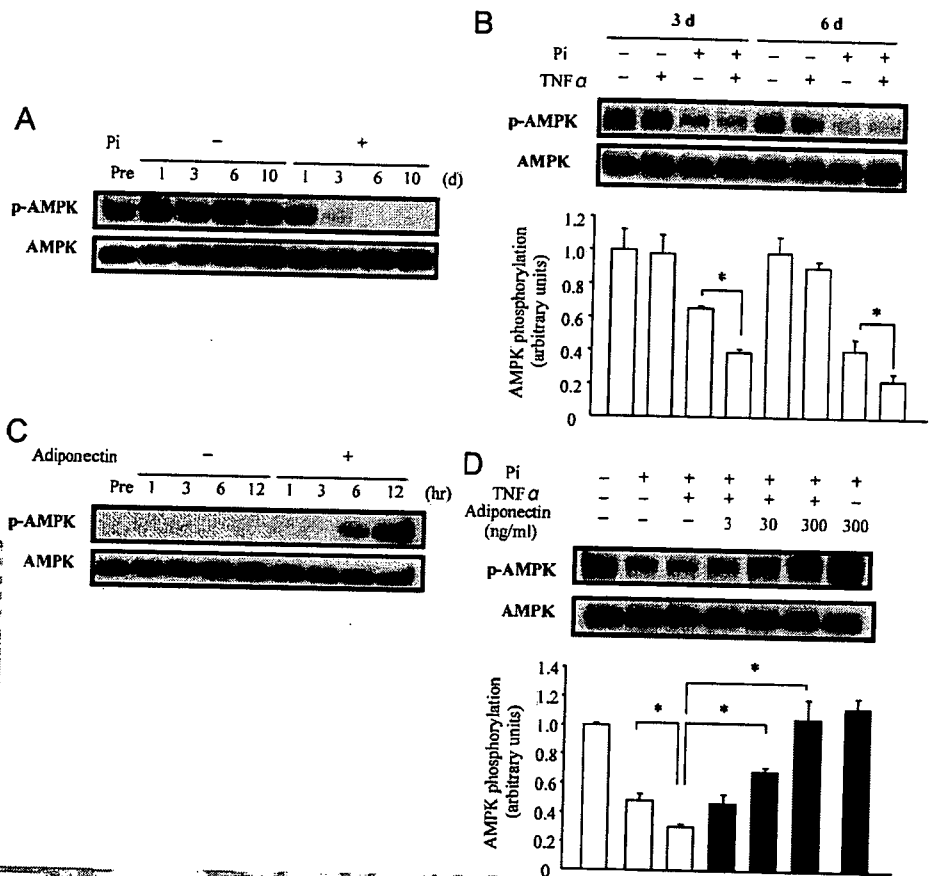 A
Pi − +
Pre 1 3 6 10 1 3 6 10 (d)
p-AMPK
AMPK
B
3 d 6 d
Pi − − + + − − + +
TNF α − + − + − + − +
p-AMPK
AMPK
AMPK phosphorylation
(arbitrary units)
1.2
1.0
0.8
0.6
0.4
0.2
0
* *
C
Adiponectin − +
Pre 1 3 6 12 1 3 6 12 (hr)
p-AMPK
AMPK
D
Pi − + + + + + +
TNF α − − + + + + −
Adiponectin
(ng/ml) − − − 3 30 300 300
p-AMPK
AMPK
AMPK phosphorylation
(arbitrary units)
1.4
1.2
1.0
0.8
0.6
0.4
0.2
0
* * *